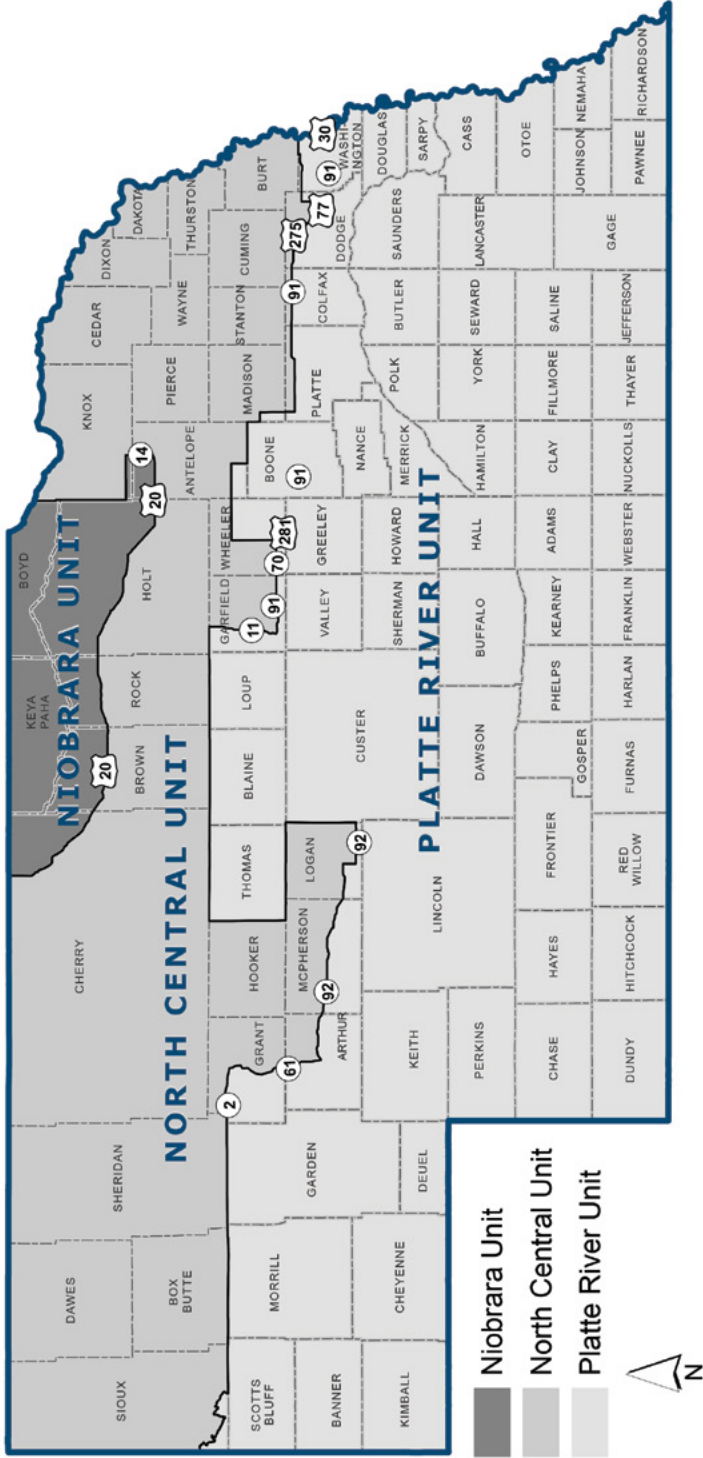 NIOBRARA UNIT
NORTH CENTRAL UNIT
PLATTE RIVER UNIT
SIOUX
DAWES
BOX
BUTTE
SHERIDAN
CHERRY
KEYA
PAHA
BOYD
BROWN
ROCK
HOLT
KNOX
CEDAR
DIXON
DAKOTA
ANTELOPE
PIERCE
WAYNE
THURSTON
SCOTTS
BLUFF
MORRILL
GARDEN
GRANT
HOOKER
THOMAS
BLAINE
LOUP
GARFIELD
WHEELER
BOONE
MADISON
STANTON
CUMING
BURT
BANNER
ARTHUR
MCPHERSON
LOGAN
CUSTER
VALLEY
GREELEY
NANCE
PLATTE
COLFAX
DODGE
WASHI-
INGTON
KIMBALL
CHEYENNE
DEUEL
KEITH
LINCOLN
SHERMAN
HOWARD
MERRICK
POLK
BUTLER
SAUNDERS
DOUGLAS
SARPY
PERKINS
DAWSON
BUFFALO
HALL
HAMILTON
YORK
SEWARD
LANCASTER
CASS
OTOE
CHASE
HAYES
FRONTIER
GOSPER
PHELPS
KEARNEY
ADAMS
CLAY
FILLMORE
SALINE
GAGE
JOHNSON
NEMAHA
DUNDY
HITCHCOCK
RED
WILLOW
FURNAS
HARLAN
FRANKLIN
WEBSTER
NUCKOLLS
THAYER
JEFFERSON
PAWNEE
RICHARDSON
20
20
14
2
61
92
92
11
91
70
281
91
91
275
77
91
30
Niobrara Unit
North Central Unit
Platte River Unit
N